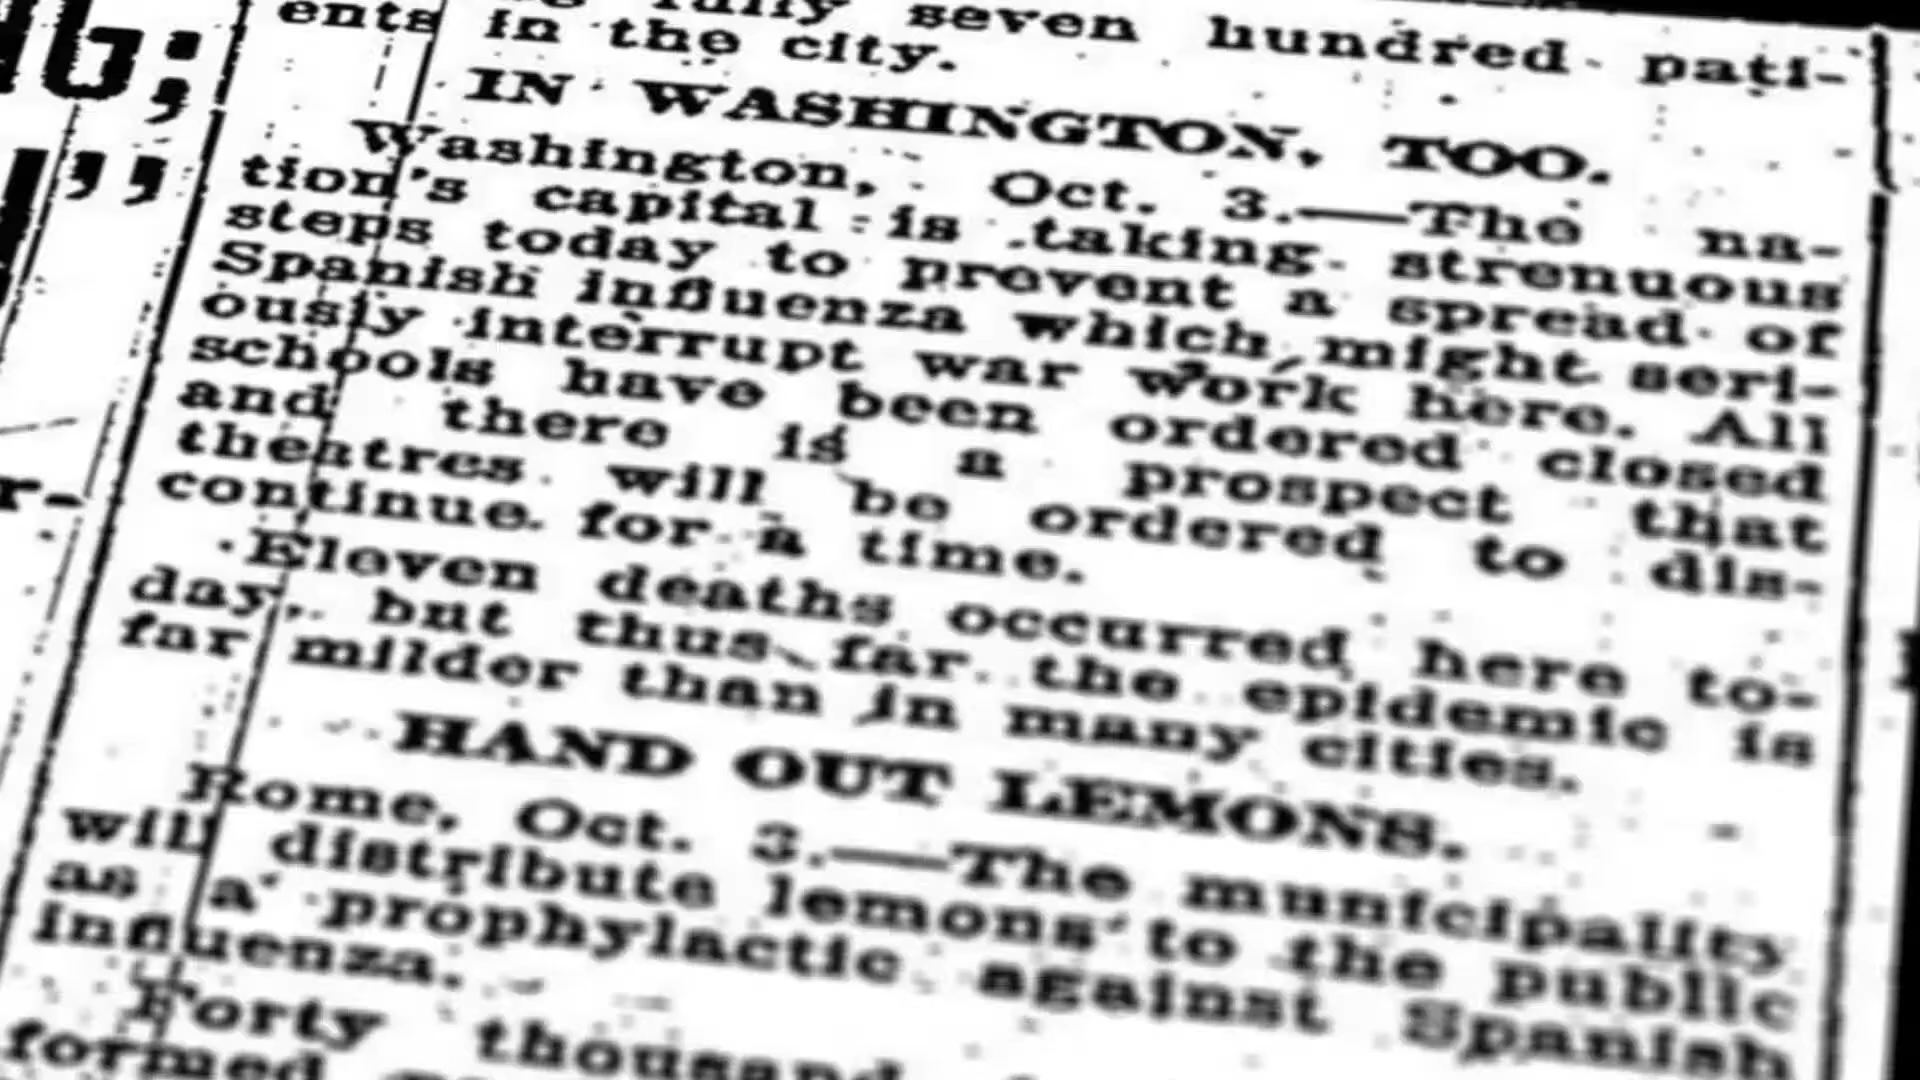 fully seven hundred pati-
ents in the city.
IN WASHINGTON, TOO.
Washington, Oct. 3.—The na-
tion's capital is taking strenuous
steps today to prevent a spread of
Spanish influenza which might seri-
ously interrupt war work here. All
schools have been ordered closed
and there is a prospect that
theatres will be ordered to dis-
continue for a time.
Eleven deaths occurred here to-
day, but thus far the epidemic is
far milder than in many cities.
HAND OUT LEMONS.
Rome, Oct. 3.—The municipality
will distribute lemons to the public
as a prophylactic against Spanish
influenza.
Forty thousand
formed